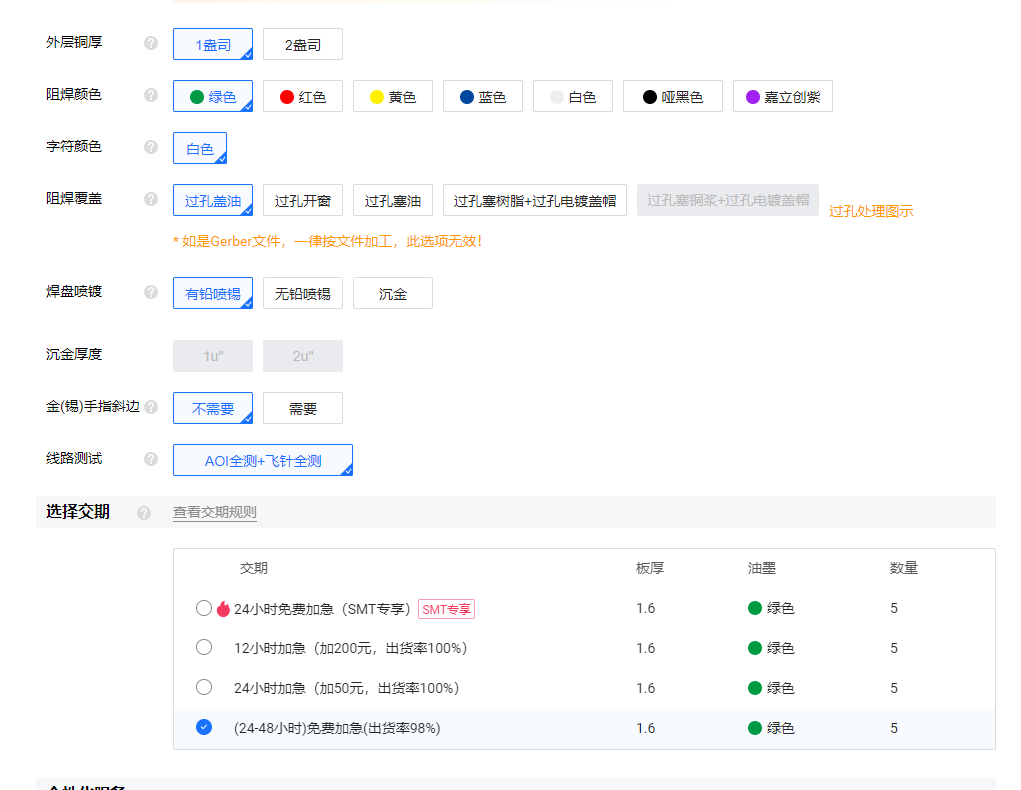 外层铜厚 ? 1盎司 2盎司
阻焊颜色 ? 绿色 红色 黄色 蓝色 白色 哑黑色 嘉立创紫
字符颜色 ? 白色
阻焊覆盖 ? 过孔盖油 过孔开窗 过孔塞油 过孔塞树脂+过孔电镀盖帽 过孔塞铜浆+过孔电镀盖帽 过孔处理图示
* 如是Gerber文件，一律按文件加工，此选项无效！
焊盘喷镀 ? 有铅喷锡 无铅喷锡 沉金
沉金厚度 1u" 2u"
金(锡)手指斜边 ? 不需要 需要
线路测试 ? AOI全测+飞针全测
选择交期 ? 查看交期规则
交期 板厚 油墨 数量
24小时免费加急（SMT专享） SMT专享 1.6 绿色 5
12小时加急（加200元，出货率100%） 1.6 绿色 5
24小时加急（加50元，出货率100%） 1.6 绿色 5
(24-48小时)免费加急(出货率98%) 1.6 绿色 5